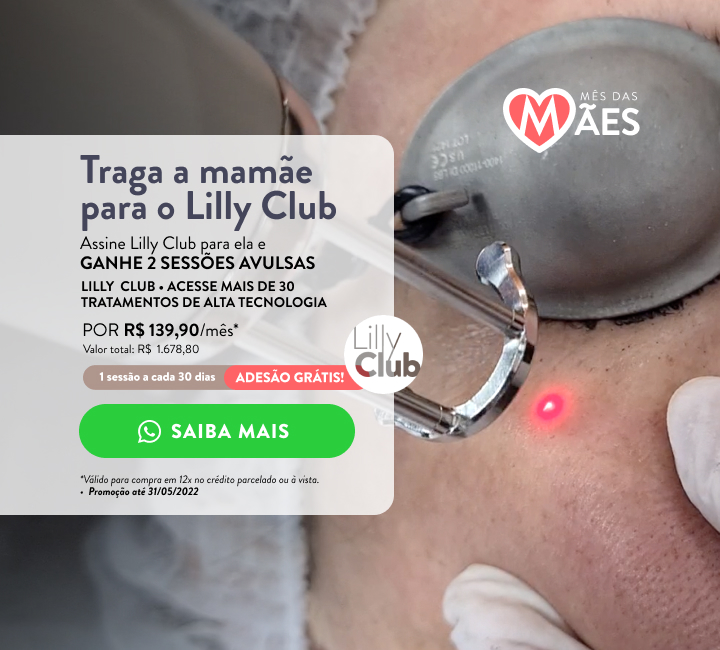 MÊS DAS
MÃES
Traga a mamãe
para o Lilly Club
Assine Lilly Club para ela e
GANHE 2 SESSÕES AVULSAS
LILLY CLUB • ACESSE MAIS DE 30
TRATAMENTOS DE ALTA TECNOLOGIA
POR R$ 139,90/mês*
Valor total: R$ 1.678,80
Lilly
Club
1 sessão a cada 30 dias ADESÃO GRÁTIS!
SAIBA MAIS
*Válido para compra em 12x no crédito parcelado ou à vista.
• Promoção até 31/05/2022